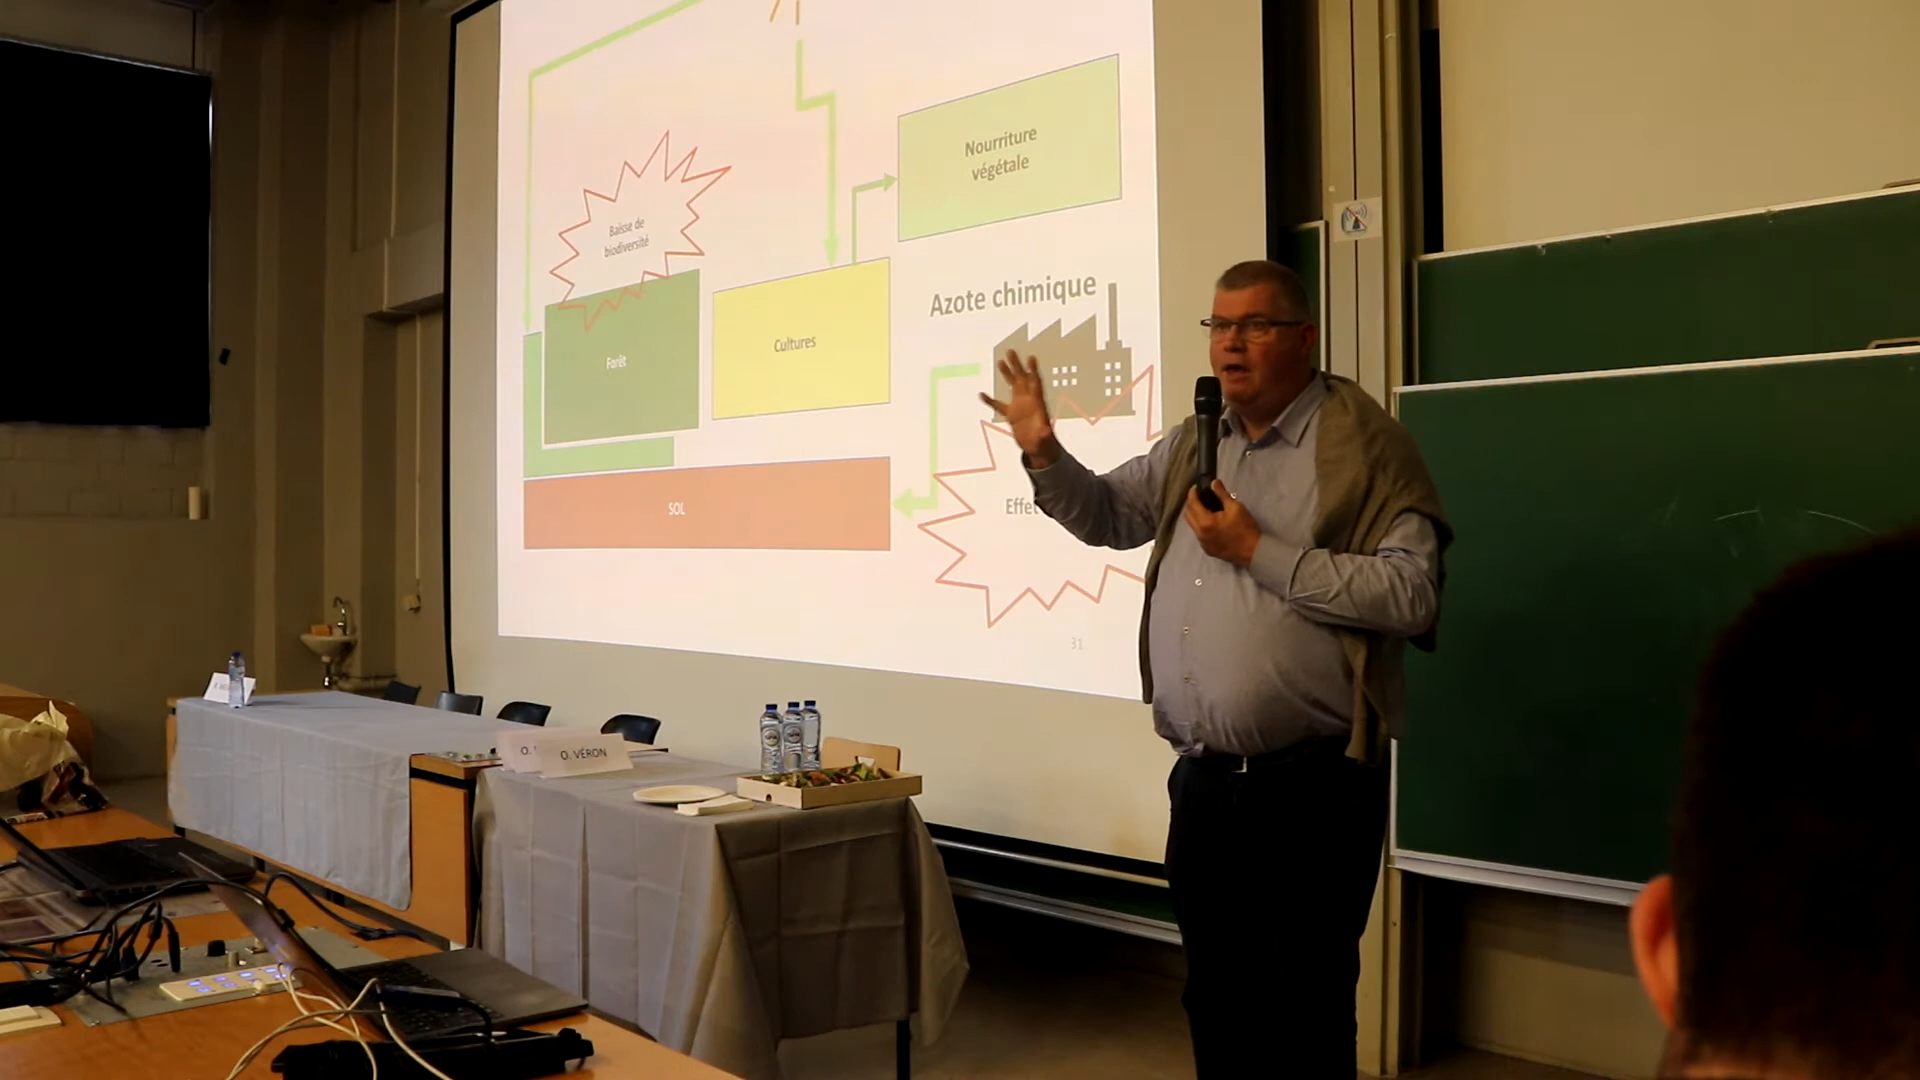 Nourriture
végétale
Baisse de
biodiversité
Azote chimique
Forêt
Cultures
SOL
31
O.
O. VÉRON